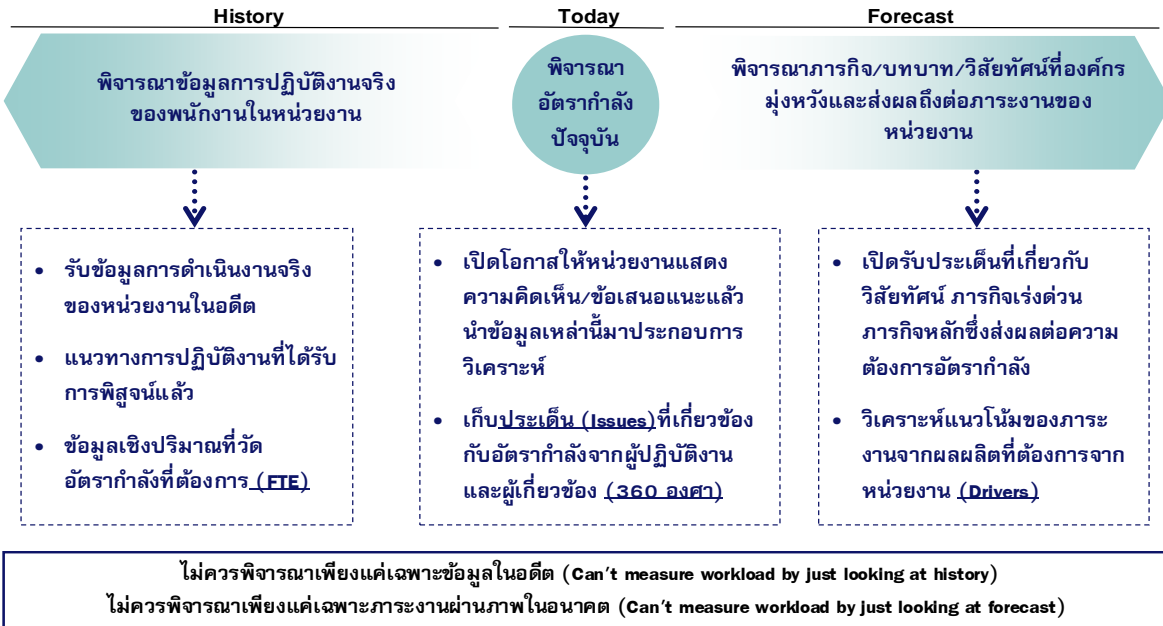 History
Today
Forecast
พิจารณาข้อมูลการปฏิบัติงานจริง
ของพนักงานในหน่วยงาน
พิจารณา
อัตรากำลัง
ปัจจุบัน
พิจารณาภารกิจ/บทบาท/วิสัยทัศน์ที่องค์กร
มุ่งหวังและส่งผลถึงต่อภาระงานของ
หน่วยงาน
• รับข้อมูลการดำเนินงานจริง
ของหน่วยงานในอดีต
• แนวทางการปฏิบัติงานที่ได้รับ
การพิสูจน์แล้ว
• ข้อมูลเชิงปริมาณที่วัด
อัตรากำลังที่ต้องการ (FTE)
• เปิดโอกาสให้หน่วยงานแสดง
ความคิดเห็น/ข้อเสนอแนะแล้ว
นำข้อมูลเหล่านี้มาประกอบการ
วิเคราะห์
• เก็บประเด็น (Issues)ที่เกี่ยวข้อง
กับอัตรากำลังจากผู้ปฏิบัติงาน
และผู้เกี่ยวข้อง (360 องศา)
• เปิดรับประเด็นที่เกี่ยวกับ
วิสัยทัศน์ ภารกิจเร่งด่วน
ภารกิจหลักซึ่งส่งผลต่อความ
ต้องการอัตรากำลัง
• วิเคราะห์แนวโน้มของภาระ
งานจากผลผลิตที่ต้องการจาก
หน่วยงาน (Drivers)
ไม่ควรพิจารณาเพียงแค่เฉพาะข้อมูลในอดีต (Can't measure workload by just looking at history)
ไม่ควรพิจารณาเพียงแค่เฉพาะภาระงานผ่านภาพในอนาคต (Can't measure workload by just looking at forecast)